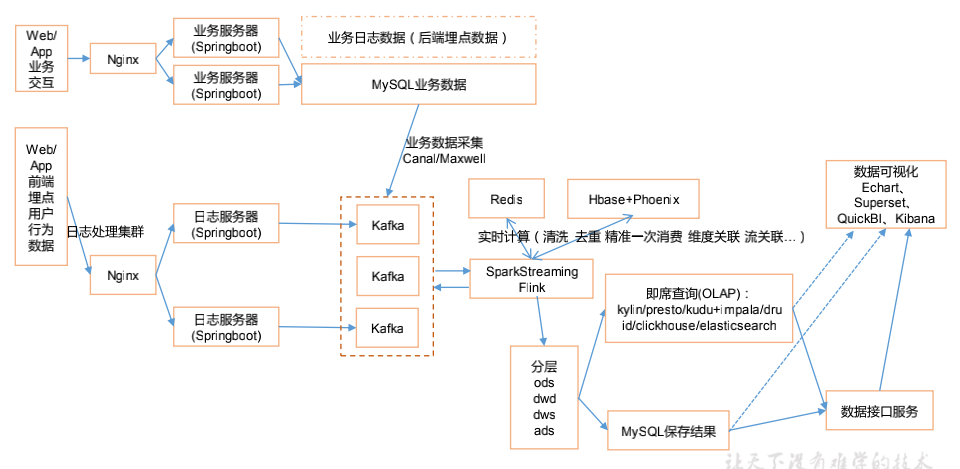 Web/
App
业务
交互
Nginx
业务服务器
(Springboot)
业务服务器
(Springboot)
业务日志数据（后端埋点数据）
MySQL业务数据
业务数据采集
Canal/Maxwell
Web/
App
前端
埋点
用户
行为
数据
日志处理集群
Nginx
日志服务器
(Springboot)
日志服务器
(Springboot)
Kafka
Kafka
Kafka
Redis
Hbase+Phoenix
实时计算（清洗 去重 精准一次消费 维度关联 流关联…）
SparkStreaming
Flink
数据可视化
Echart、
Superset、
QuickBI、Kibana
即席查询(OLAP)：
kylin/presto/kudu+impala/dru
id/clickhouse/elasticsearch
分层
ods
dwd
dws
ads
MySQL保存结果
数据接口服务
让天下没有难学的技术